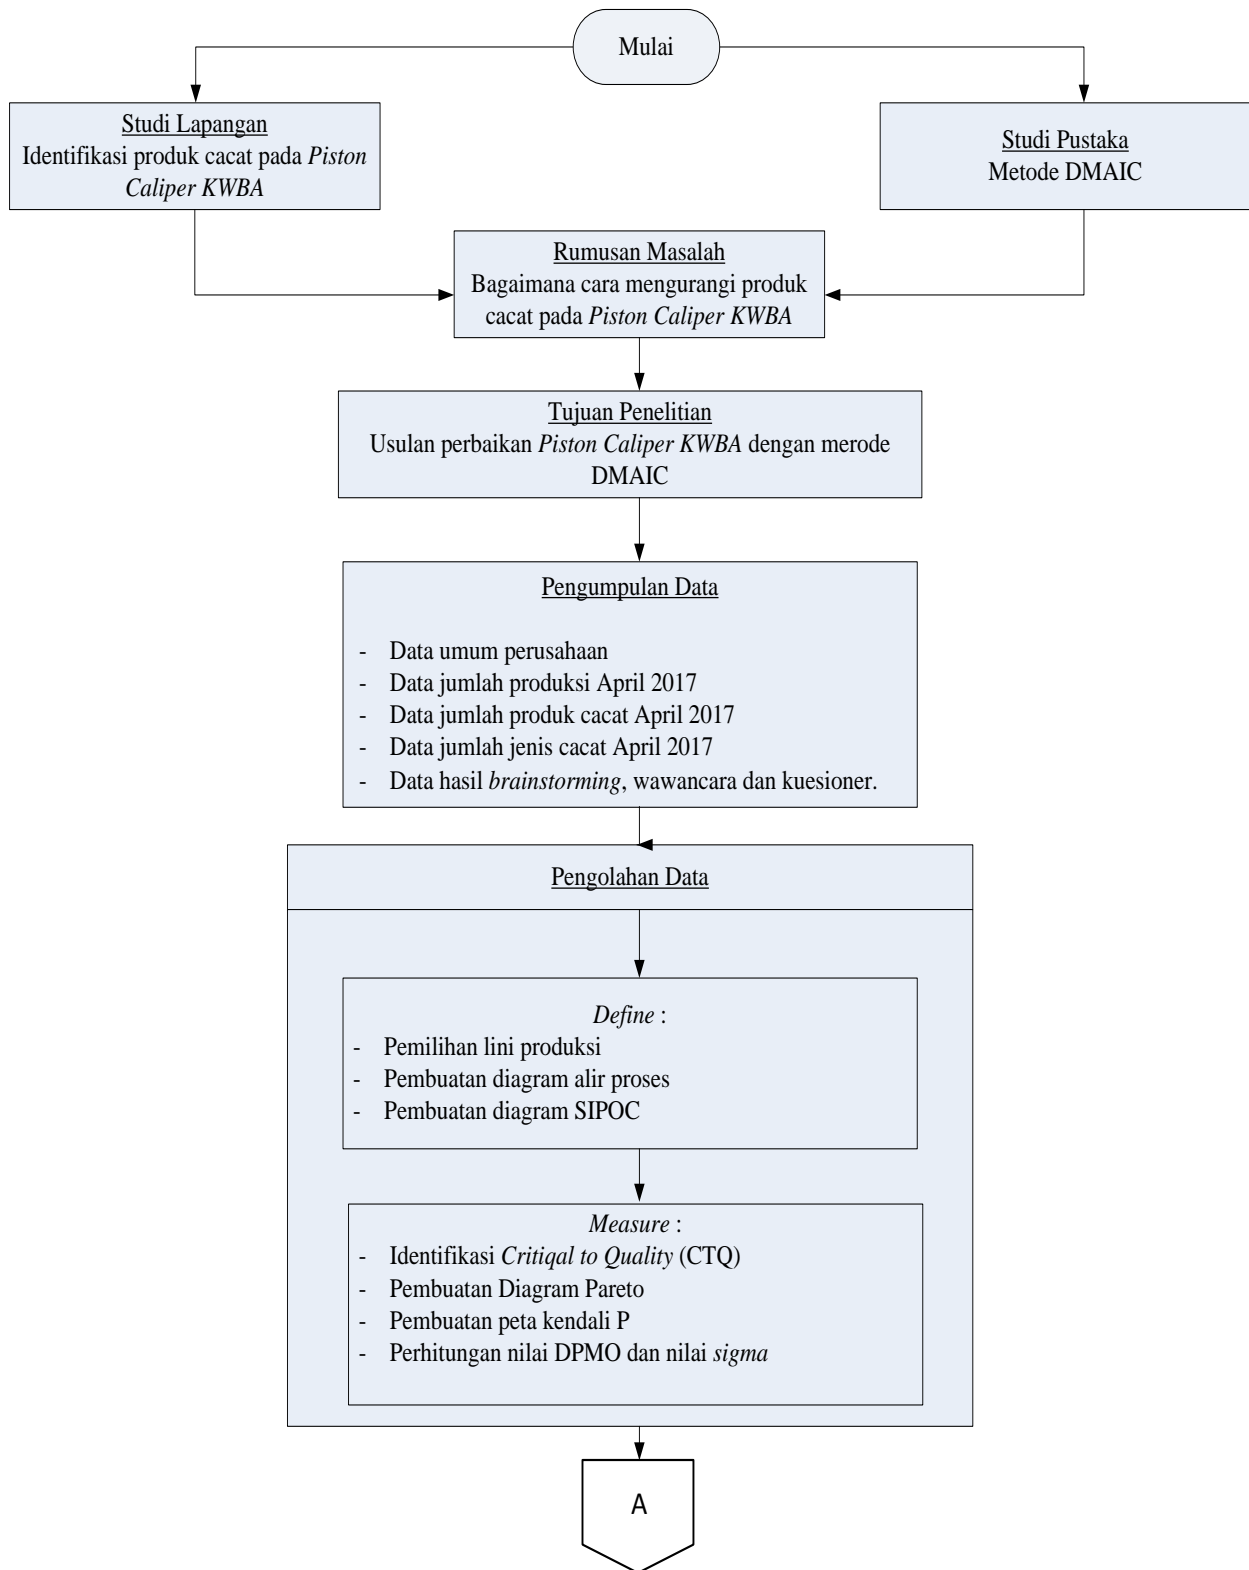 Mulai
Studi Lapangan
Identifikasi produk cacat pada Piston
Caliper KWBA
Studi Pustaka
Metode DMAIC
Rumusan Masalah
Bagaimana cara mengurangi produk
cacat pada Piston Caliper KWBA
Tujuan Penelitian
Usulan perbaikan Piston Caliper KWBA dengan merode
DMAIC
Pengumpulan Data
- Data umum perusahaan
- Data jumlah produksi April 2017
- Data jumlah produk cacat April 2017
- Data jumlah jenis cacat April 2017
- Data hasil brainstorming, wawancara dan kuesioner.
Pengolahan Data
Define :
- Pemilihan lini produksi
- Pembuatan diagram alir proses
- Pembuatan diagram SIPOC
Measure :
- Identifikasi Critiqal to Quality (CTQ)
- Pembuatan Diagram Pareto
- Pembuatan peta kendali P
- Perhitungan nilai DPMO dan nilai sigma
A